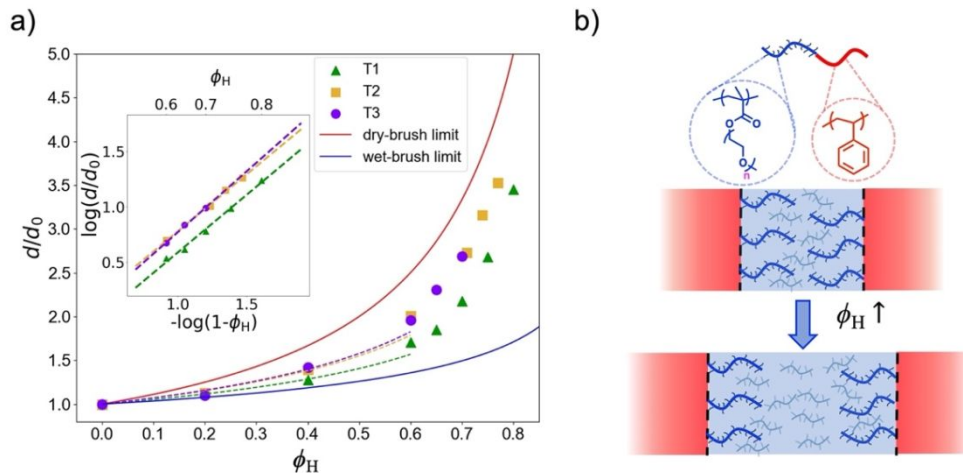 a)
b)
5.0
4.5
4.0
3.5
3.0
2.5
2.0
1.5
1.0
d/d₀
0.0 0.1 0.2 0.3 0.4 0.5 0.6 0.7 0.8
ϕH
T1
T2
T3
dry-brush limit
wet-brush limit
ϕH
0.6 0.7 0.8
1.5
1.0
0.5
log(d/d₀)
1.0 1.5
-log(1-ϕH)
O O
O
n
ϕH ↑